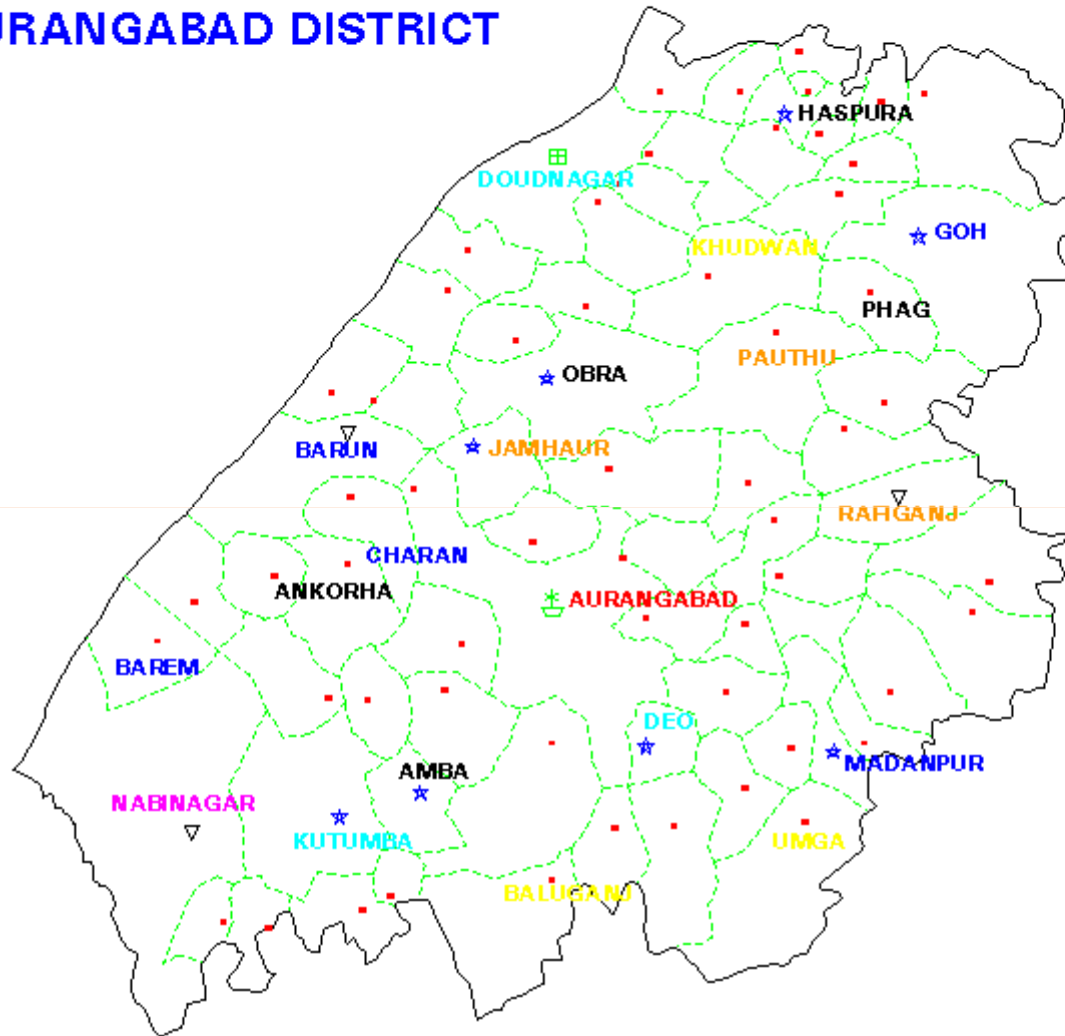 URANGABAD DISTRICT
HASPURA
DOUDNAGAR
GOH
KHUDWAN
PHAG
PAUTHU
OBRA
BARUN
JAMHAUR
RAFIGANJ
CHARAN
ANKORHA
AURANGABAD
BAREM
DEO
MADANPUR
AMBA
NABINAGAR
KUTUMBA
UMGA
BALUGANJ